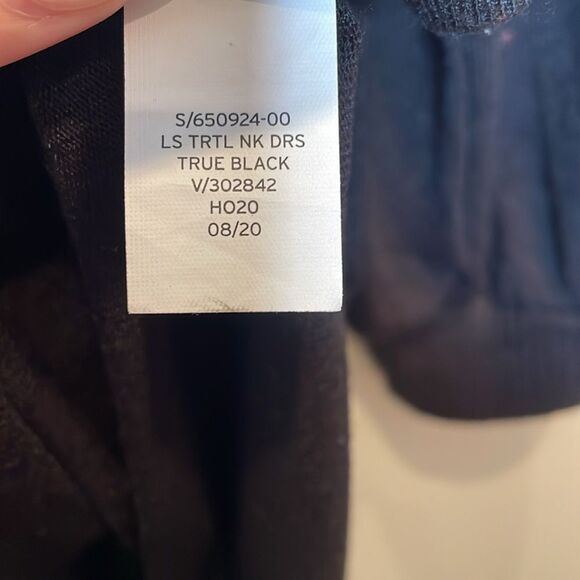 S/650924-00
LS TRTL NK DRS
TRUE BLACK
V/302842
HO20
08/20